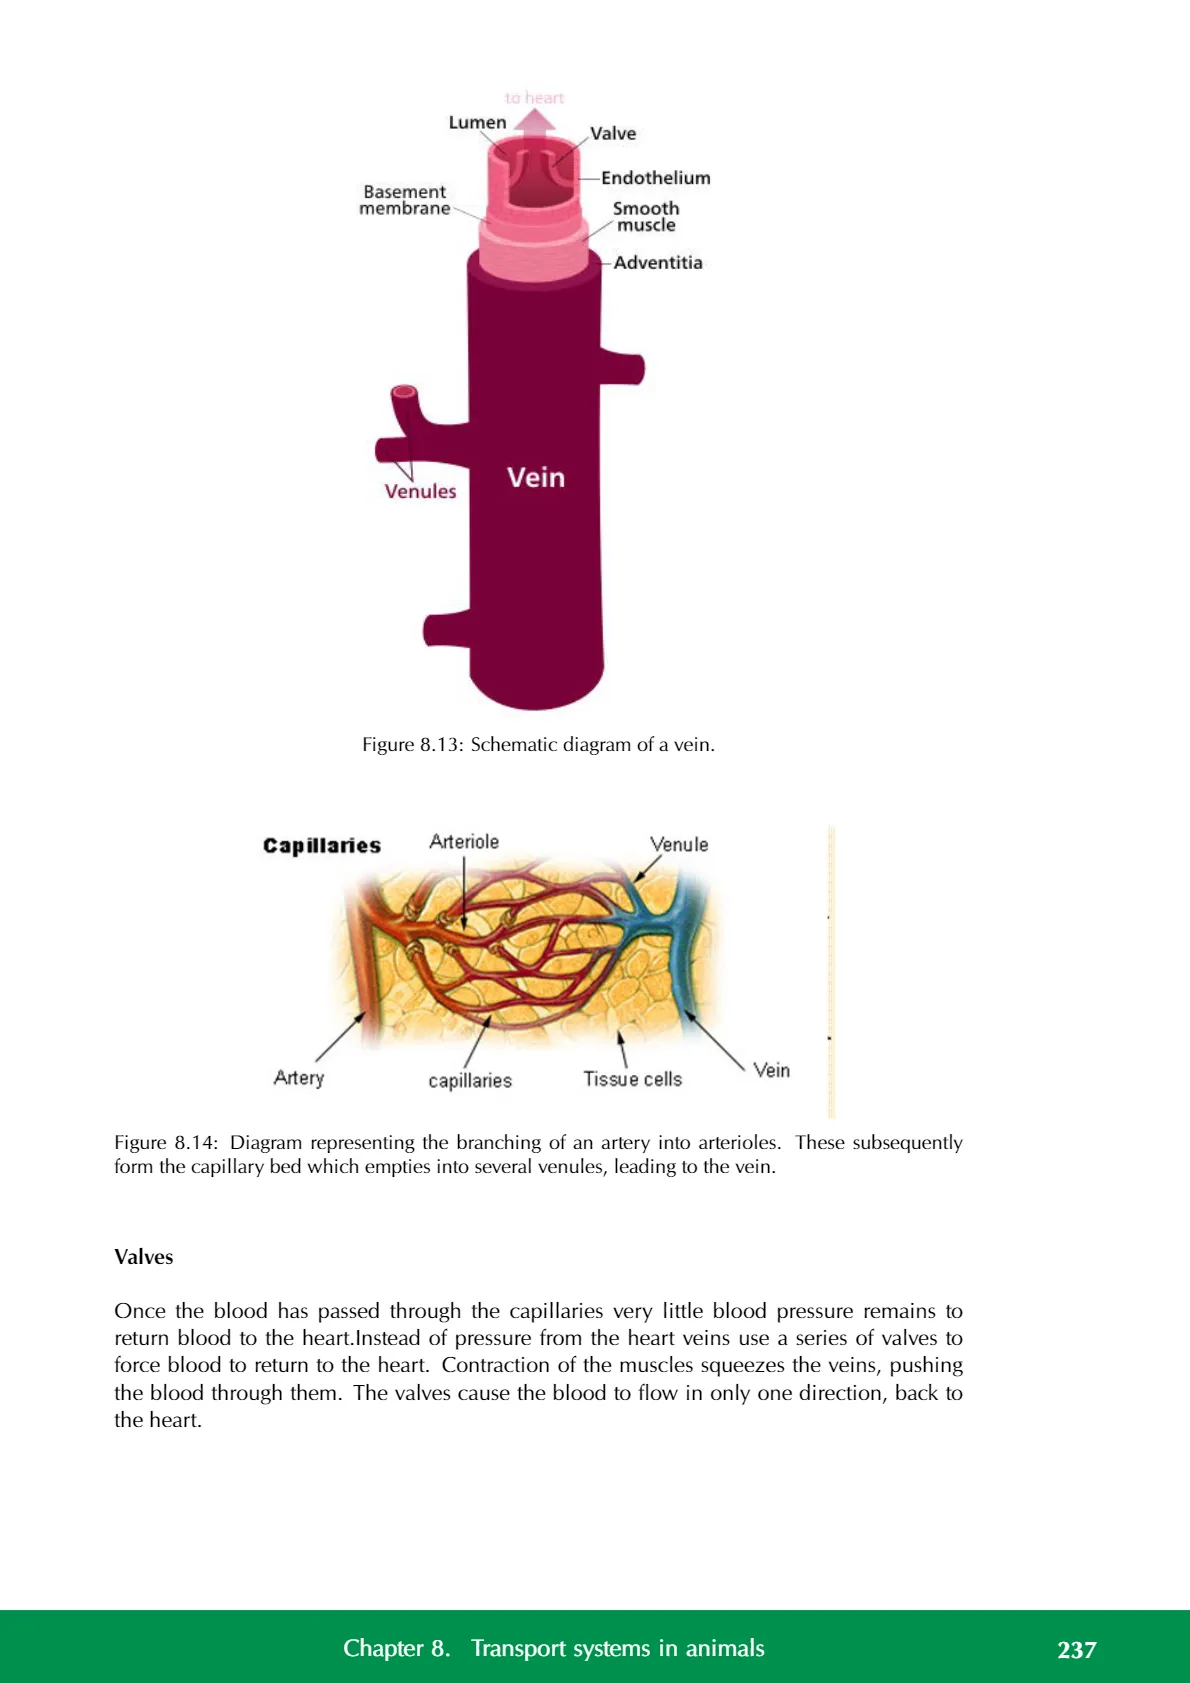 to heart
Lumen
Valve
Endothelium
Basement
membrane
Smooth
muscle
Adventitia
Vein
Venules
Figure 8.13: Schematic diagram of a vein.
Capillaries
Arteriole
Venule
Artery
capillaries
Tissue cells
Vein
Figure 8.14: Diagram representing the branching of an artery into arterioles. These subsequently
form the capillary bed which empties into several venules, leading to the vein.
Valves
Once the blood has passed through the capillaries very little blood pressure remains to
return blood to the heart.Instead of pressure from the heart veins use a series of valves to
force blood to return to the heart. Contraction of the muscles squeezes the veins, pushing
the blood through them. The valves cause the blood to flow in only one direction, back to
the heart.
Chapter 8. Transport systems in animals 237